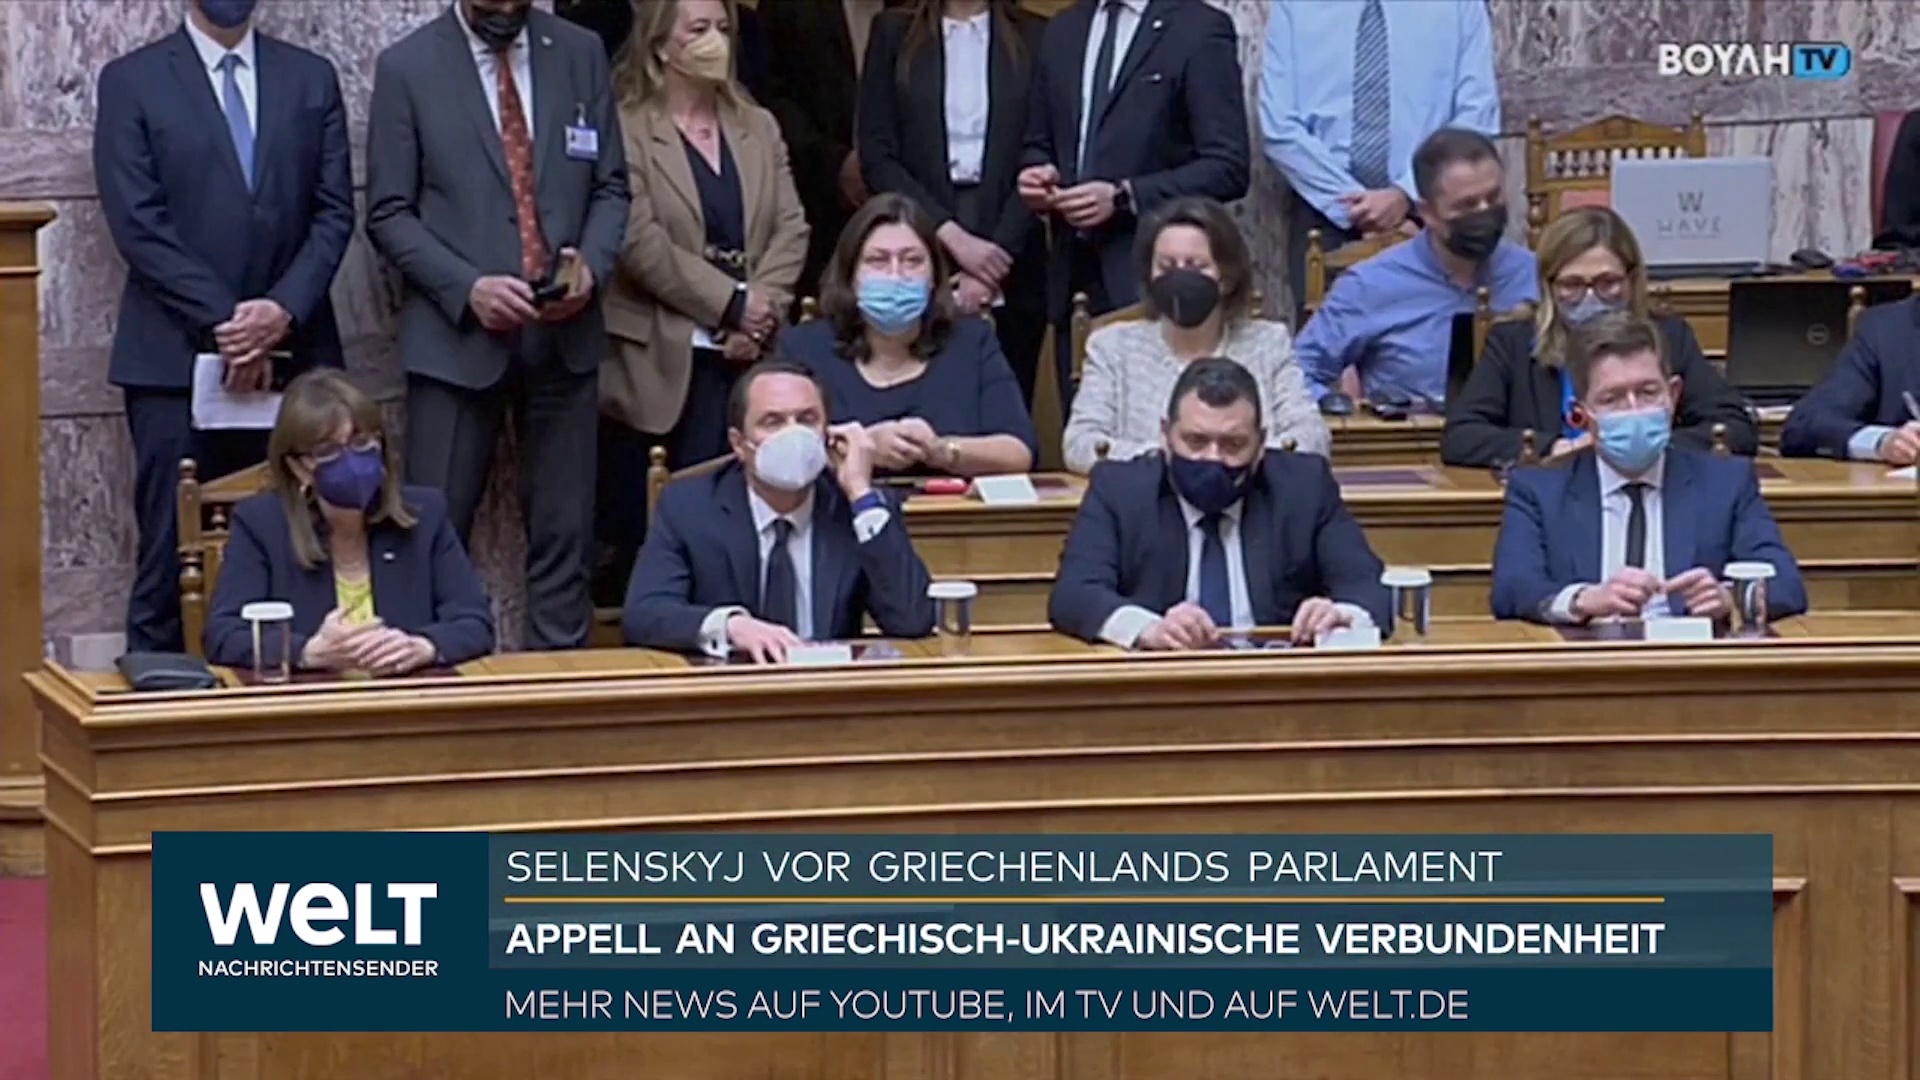 BOYAH TV
W
WAVE
SELENSKYJ VOR GRIECHENLANDS PARLAMENT
APPELL AN GRIECHISCH-UKRAINISCHE VERBUNDENHEIT
MEHR NEWS AUF YOUTUBE, IM TV UND AUF WELT.DE
WELT
NACHRICHTENSENDER